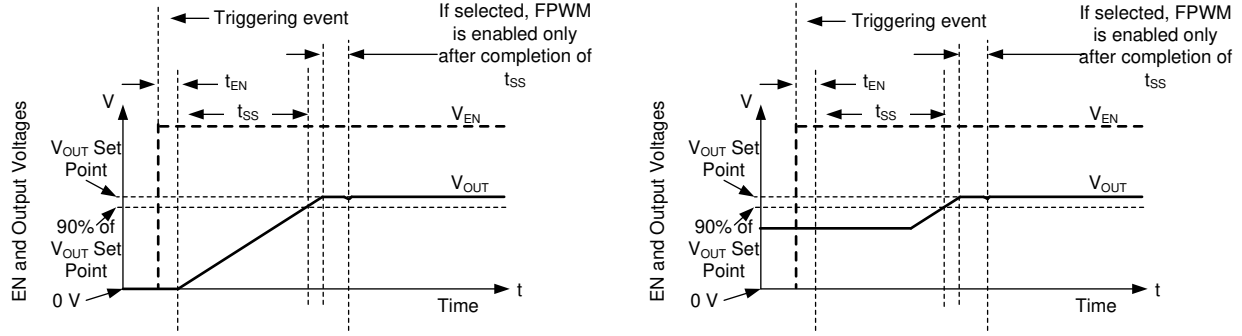 Triggering event
If selected, FPWM
is enabled only
after completion of
tSS
tEN
tSS
V
VEN
VOUT Set
Point
VOUT
90% of
VOUT Set
Point
0 V
EN and Output Voltages
Time
t
Triggering event
If selected, FPWM
is enabled only
after completion of
tSS
tEN
tSS
V
VEN
VOUT Set
Point
VOUT
90% of
VOUT Set
Point
0 V
EN and Output Voltages
Time
t